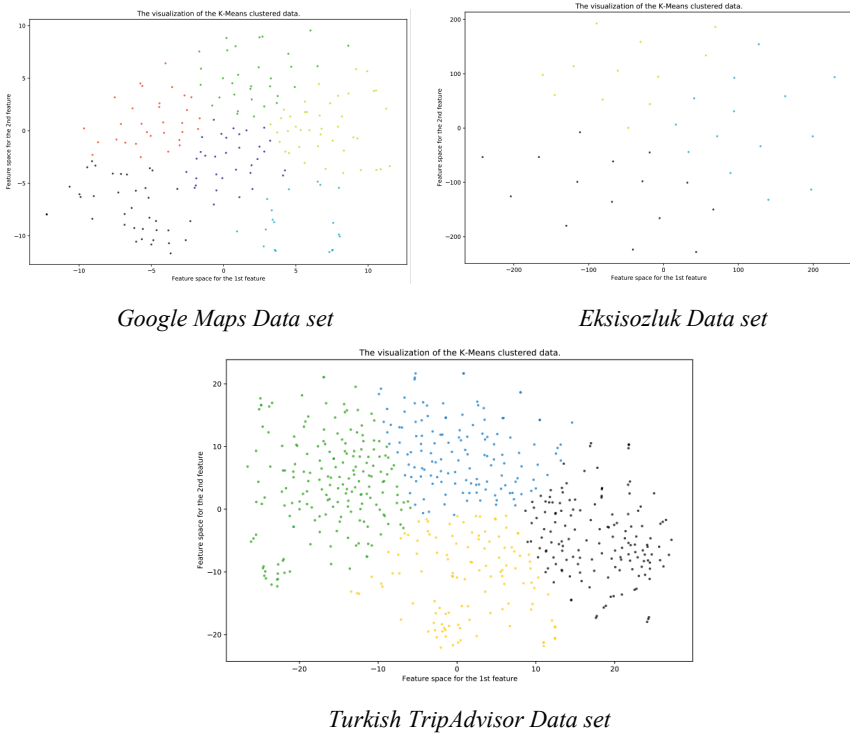 The visualization of the K-Means clustered data.
Feature space for the 2nd feature
10
5
0
−5
−10
−10
−5
0
5
10
Feature space for the 1st feature
Google Maps Data set
The visualization of the K-Means clustered data.
Feature space for the 2nd feature
200
100
0
−100
−200
−200
−100
0
100
200
Feature space for the 1st feature
Eksisozluk Data set
The visualization of the K-Means clustered data.
Feature space for the 2nd feature
20
10
0
−10
−20
−20
−10
0
10
20
Feature space for the 1st feature
Turkish TripAdvisor Data set